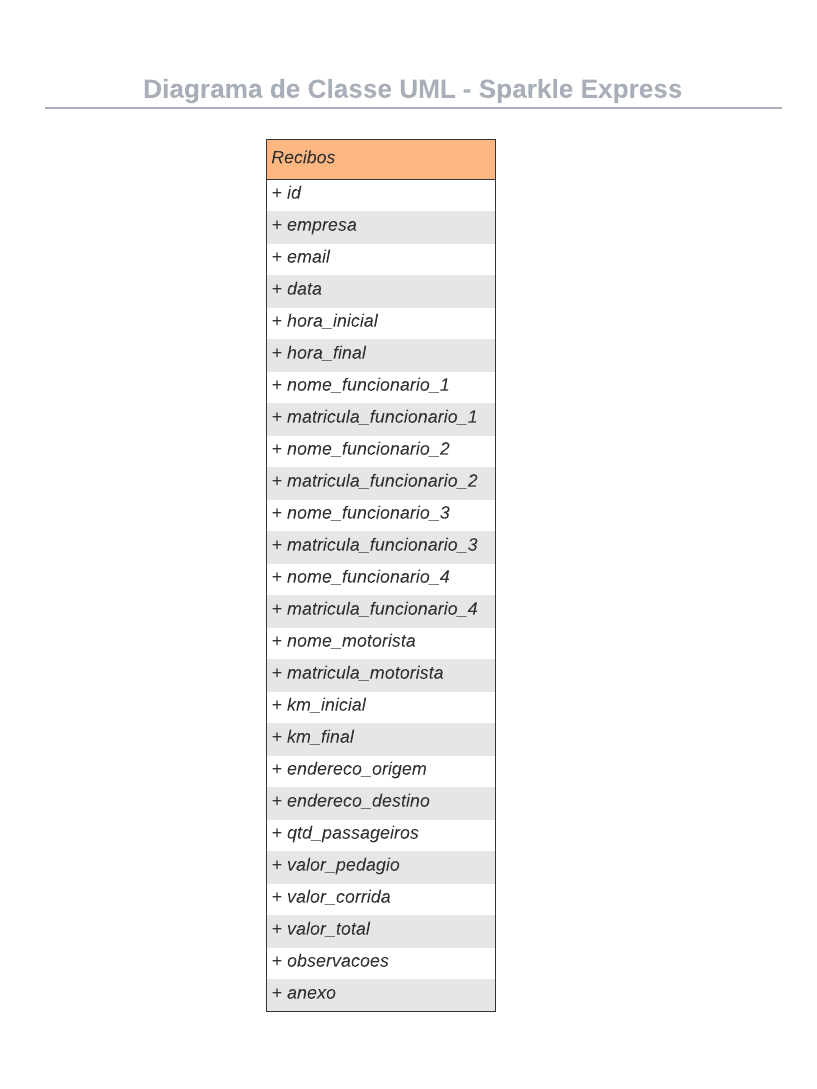 Diagrama de Classe UML - Sparkle Express
Recibos
+ id
+ empresa
+ email
+ data
+ hora_inicial
+ hora_final
+ nome_funcionario_1
+ matricula_funcionario_1
+ nome_funcionario_2
+ matricula_funcionario_2
+ nome_funcionario_3
+ matricula_funcionario_3
+ nome_funcionario_4
+ matricula_funcionario_4
+ nome_motorista
+ matricula_motorista
+ km_inicial
+ km_final
+ endereco_origem
+ endereco_destino
+ qtd_passageiros
+ valor_pedagio
+ valor_corrida
+ valor_total
+ observacoes
+ anexo